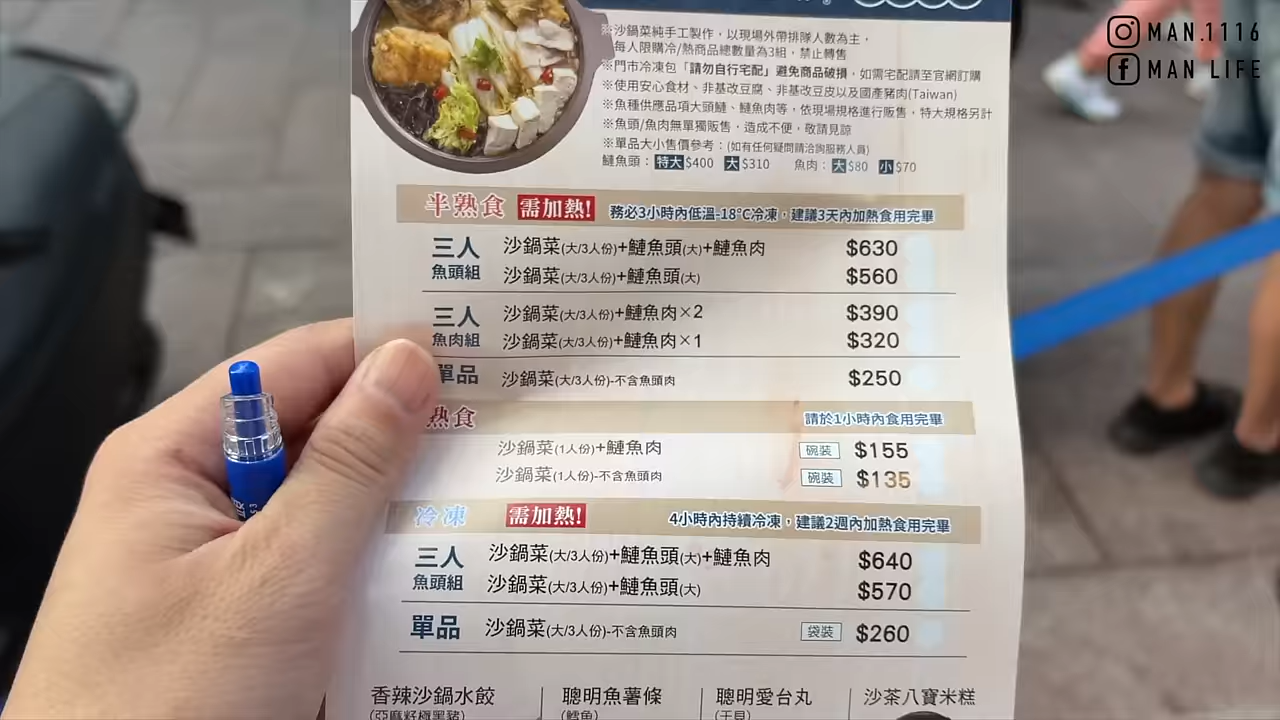 MAN.1116
MAN LIFE
※沙鍋菜純手工製作，以現場外帶排隊人數為主，
每人限購冷/熱商品總數量為3組，禁止轉售
※門市冷凍包「請勿自行宅配」避免商品破損，如需宅配請至官網訂購
※使用安心食材、非基改豆腐、非基改豆皮以及國產豬肉(Taiwan)
※魚種供應品項大頭鰱、鰱魚肉等，依現場規格進行販售，特大規格另計
※魚頭/魚肉無單獨販售，造成不便，敬請見諒
※單品大小售價參考：(如有任何疑問請洽詢服務人員)
鰱魚頭：特大$400 大$310 魚肉：大$80 小$70
半熟食 需加熱! 務必3小時內低溫-18°C冷凍，建議3天內加熱食用完畢
三人 沙鍋菜(大/3人份)+鰱魚頭(大)+鰱魚肉 $630
魚頭組 沙鍋菜(大/3人份)+鰱魚頭(大) $560
三人 沙鍋菜(大/3人份)+鰱魚肉×2 $390
魚肉組 沙鍋菜(大/3人份)+鰱魚肉×1 $320
單品 沙鍋菜(大/3人份)-不含魚頭肉 $250
熟食 請於1小時內食用完畢
沙鍋菜(1人份)+鰱魚肉 碗裝 $155
沙鍋菜(1人份)-不含魚頭肉 碗裝 $135
冷凍 需加熱! 4小時內持續冷凍，建議2週內加熱食用完畢
三人 沙鍋菜(大/3人份)+鰱魚頭(大)+鰱魚肉 $640
魚頭組 沙鍋菜(大/3人份)+鰱魚頭(大) $570
單品 沙鍋菜(大/3人份)-不含魚頭肉 袋裝 $260
香辣沙鍋水餃 聰明魚薯條 聰明愛台丸 沙茶八寶米糕
(亞麻籽極黑豬) (鱈魚) (干貝)